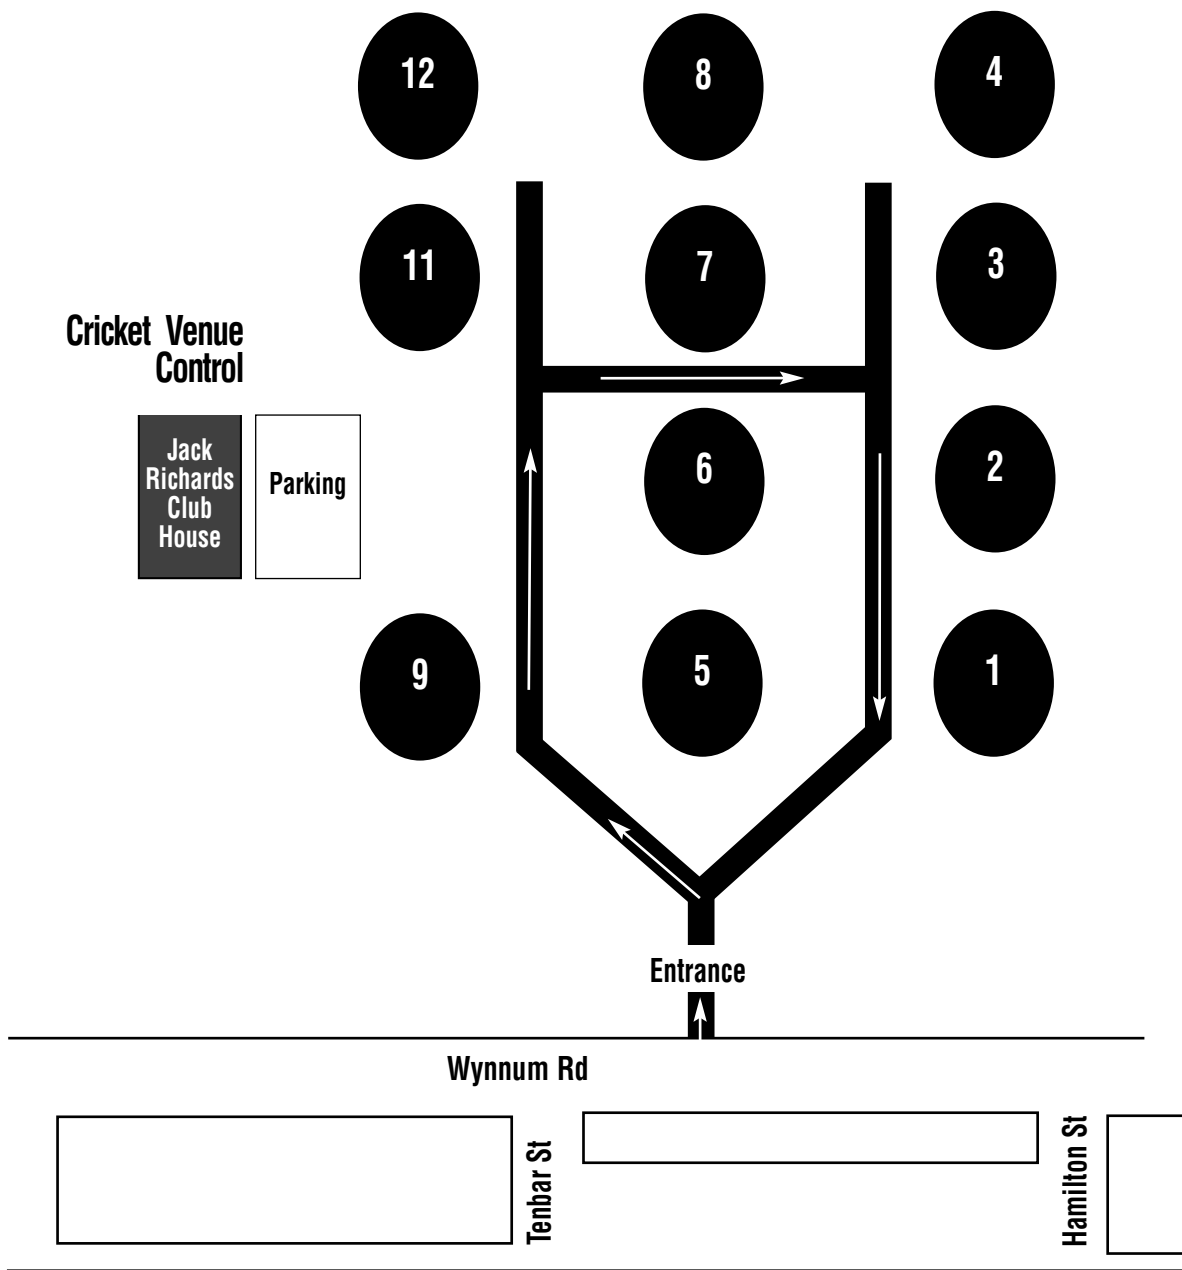 12
8
4
11
7
3
Cricket Venue
Control
Jack
Richards
Club
House
Parking
6
2
9
5
1
Entrance
Wynnum Rd
Tenbar St
Hamilton St